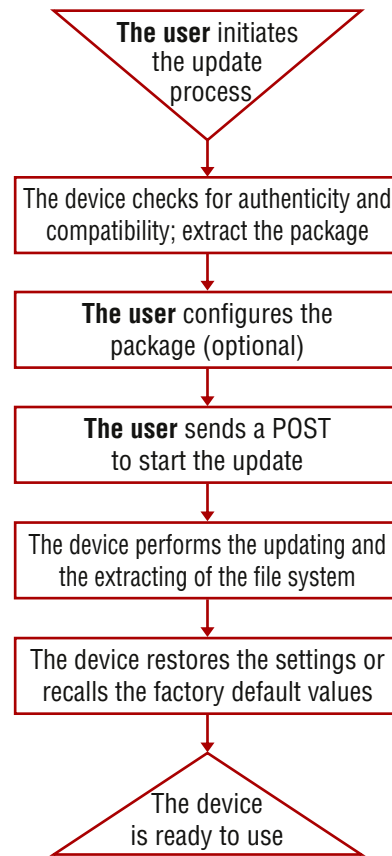 The user initiates
the update
process
The device checks for authenticity and
compatibility; extract the package
The user configures the
package (optional)
The user sends a POST
to start the update
The device performs the updating and
the extracting of the file system
The device restores the settings or
recalls the factory default values
The device
is ready to use